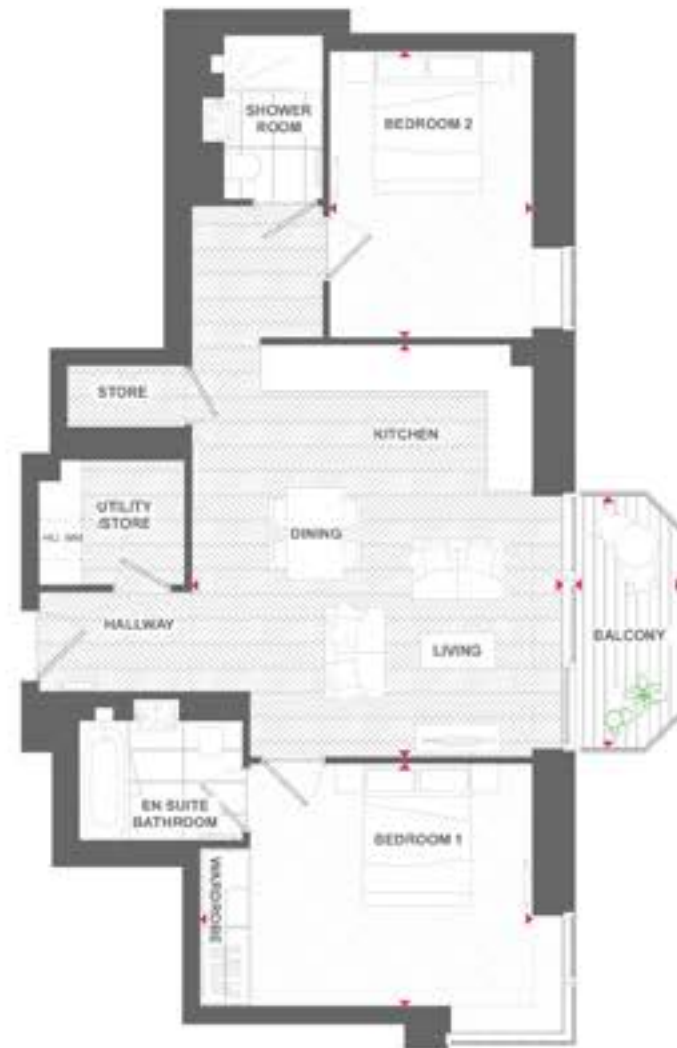 SHOWER
ROOM
BEDROOM 2
STORE
KITCHEN
UTILITY
/STORE
DINING
HALLWAY
LIVING
BALCONY
EN SUITE
BATHROOM
BEDROOM 1
WARDROBE